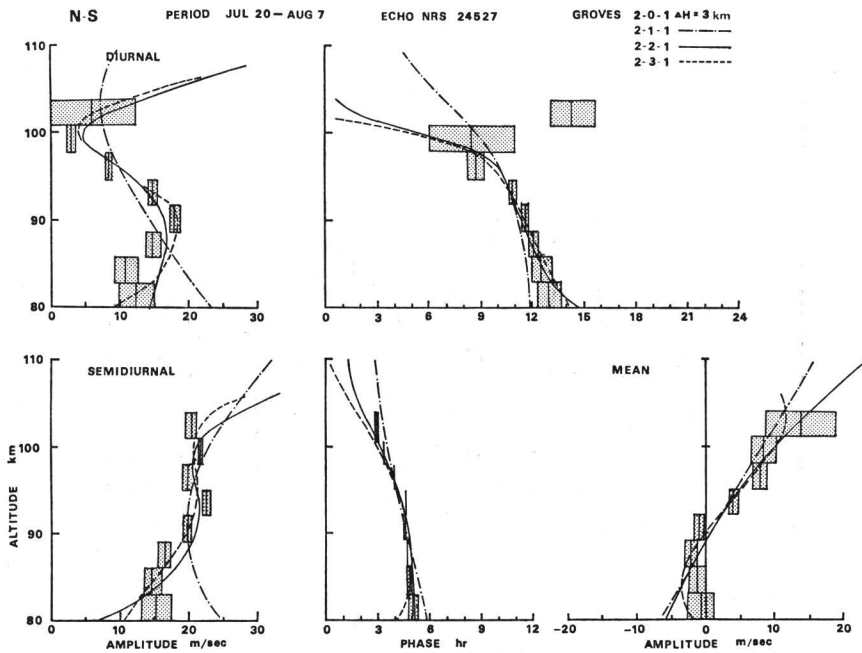 N-S PERIOD JUL 20 — AUG 7 ECHO NRS 24527 GROVES 2-0-1 ΔH = 3 km
2-1-1
2-2-1
2-3-1
110
DIURNAL
100
90
80
0 10 20 30
0 3 6 9 12 15 18 21 24
110
SEMIDIURNAL
MEAN
100
90
80
ALTITUDE km
0 10 20 30
AMPLITUDE m/sec
3 6 9 12
PHASE hr
-20 -10 0 10 20
AMPLITUDE m/sec